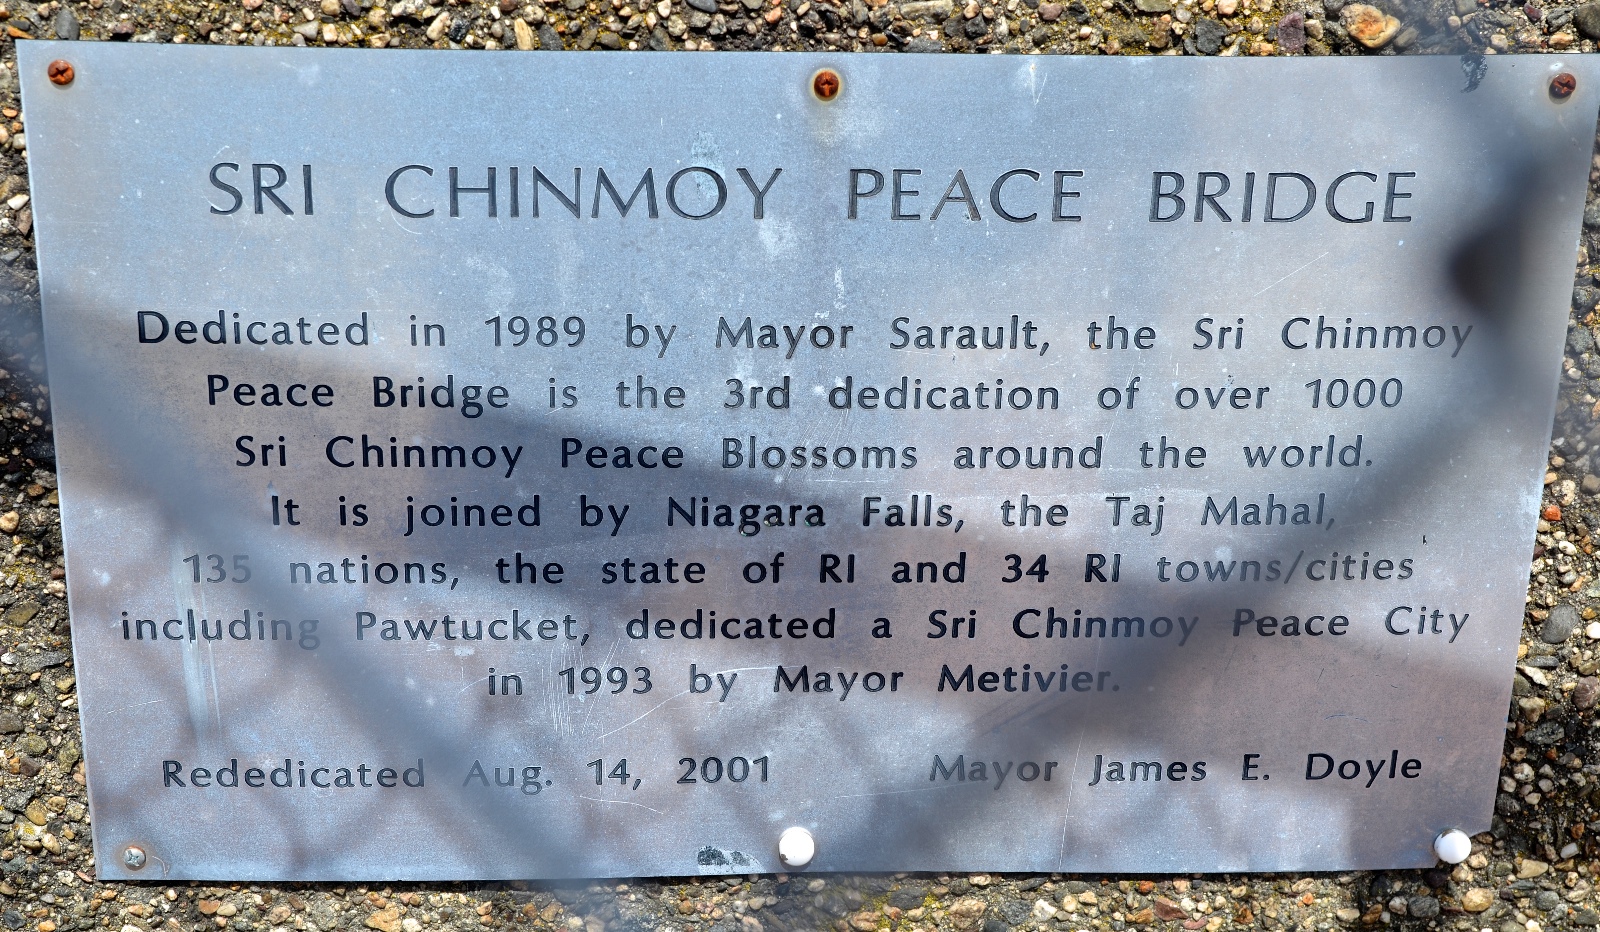 SRI CHINMOY PEACE BRIDGE
Dedicated in 1989 by Mayor Sarault, the Sri Chinmoy
Peace Bridge is the 3rd dedication of over 1000
Sri Chinmoy Peace Blossoms around the world.
It is joined by Niagara Falls, the Taj Mahal,
135 nations, the state of RI and 34 RI towns/cities
including Pawtucket, dedicated a Sri Chinmoy Peace City
in 1993 by Mayor Metivier.
Rededicated Aug. 14, 2001 Mayor James E. Doyle